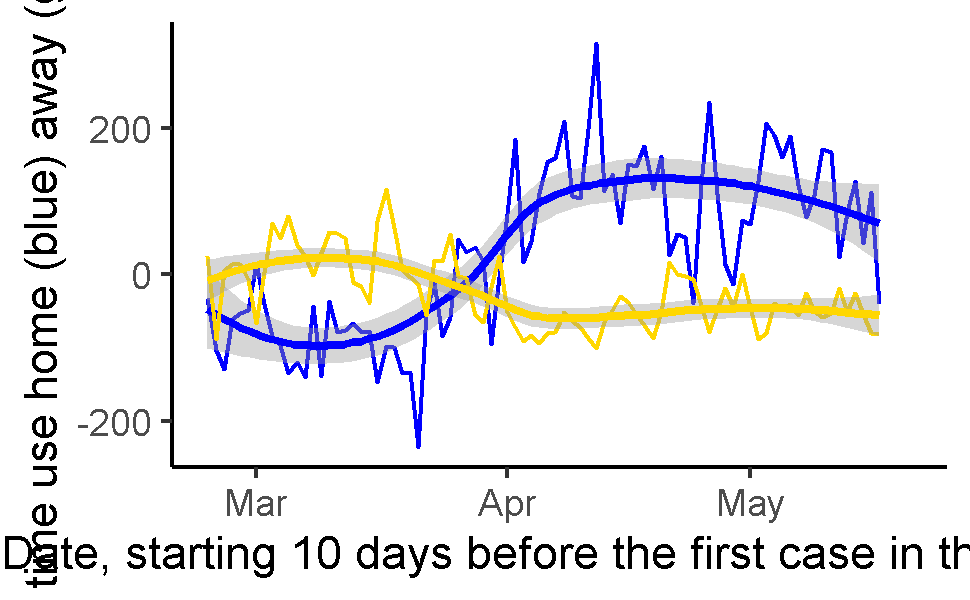 time use home (blue) away (
200
0
-200
Mar Apr May
Date, starting 10 days before the first case in th